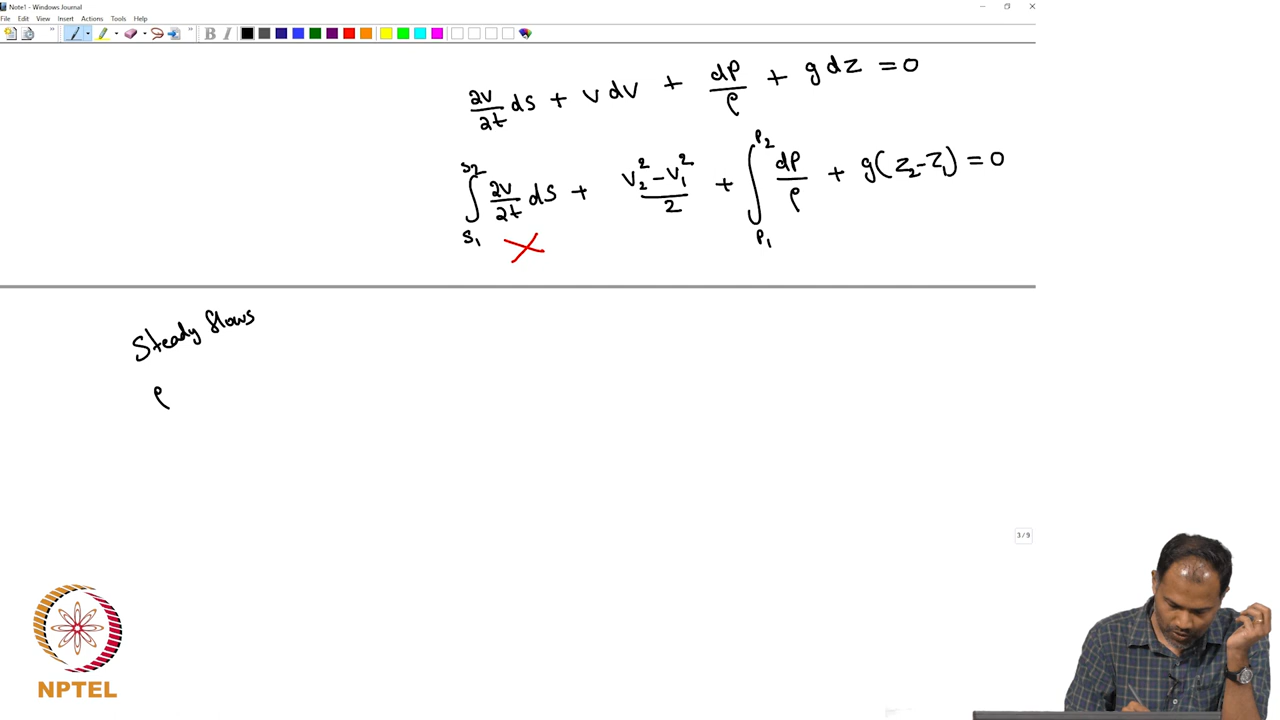 Note1 - Windows Journal
File Edit View Insert Actions Tools Help
B I
∂v/∂t ds + v dv + dP/ρ + g dz = 0
∫_{s1}^{s2} ∂v/∂t ds + (v₂² - v₁²)/2 + ∫_{P1}^{P2} dP/ρ + g(z₂ - z₁) = 0
Steady flows
ρ
3/9
NPTEL